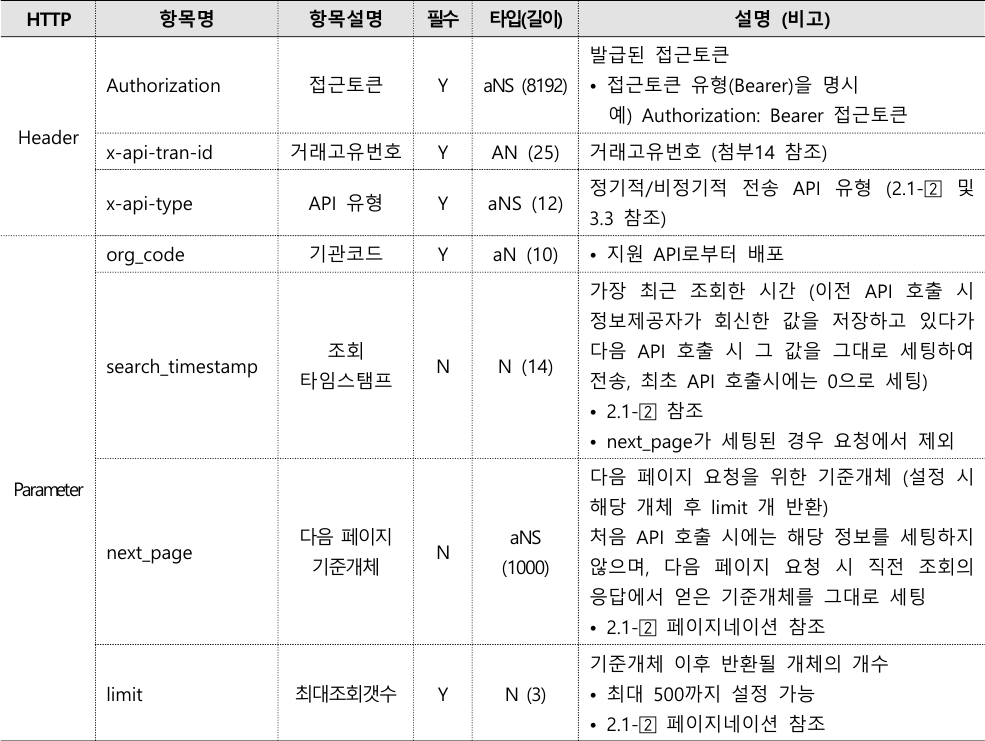 HTTP 항목명 항목설명 필수 타입(길이) 설명 (비고)
Header
Authorization 접근토큰 Y aNS (8192)
발급된 접근토큰
• 접근토큰 유형(Bearer)을 명시
예) Authorization: Bearer 접근토큰
x-api-tran-id 거래고유번호 Y AN (25) 거래고유번호 (첨부14 참조)
x-api-type API 유형 Y aNS (12)
정기적/비정기적 전송 API 유형 (2.1-② 및
3.3 참조)
Parameter
org_code 기관코드 Y aN (10) • 지원 API로부터 배포
search_timestamp
조회
타임스탬프
N N (14)
가장 최근 조회한 시간 (이전 API 호출 시
정보제공자가 회신한 값을 저장하고 있다가
다음 API 호출 시 그 값을 그대로 세팅하여
전송, 최초 API 호출시에는 0으로 세팅)
• 2.1-② 참조
• next_page가 세팅된 경우 요청에서 제외
next_page
다음 페이지
기준개체
N
aNS
(1000)
다음 페이지 요청을 위한 기준개체 (설정 시
해당 개체 후 limit 개 반환)
처음 API 호출 시에는 해당 정보를 세팅하지
않으며, 다음 페이지 요청 시 직전 조회의
응답에서 얻은 기준개체를 그대로 세팅
• 2.1-② 페이지네이션 참조
limit 최대조회갯수 Y N (3)
기준개체 이후 반환될 개체의 개수
• 최대 500까지 설정 가능
• 2.1-② 페이지네이션 참조